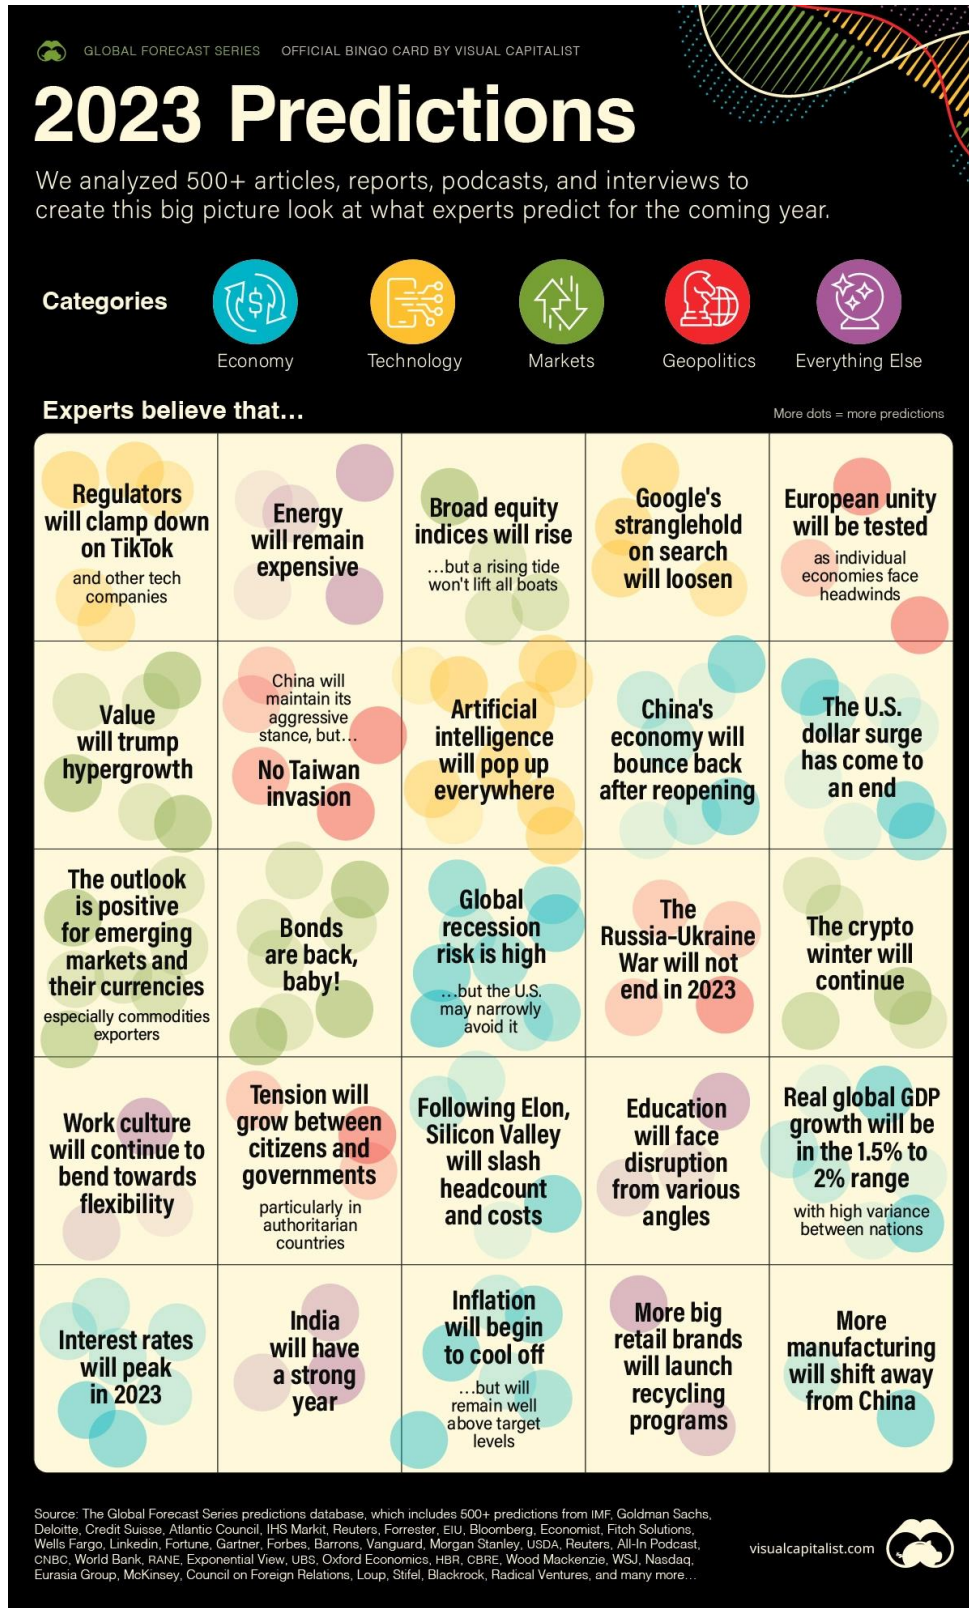 GLOBAL FORECAST SERIES OFFICIAL BINGO CARD BY VISUAL CAPITALIST
2023 Predictions
We analyzed 500+ articles, reports, podcasts, and interviews to
create this big picture look at what experts predict for the coming year.
Categories
Economy
Technology
Markets
Geopolitics
Everything Else
Experts believe that...
More dots = more predictions
Regulators
will clamp down
on TikTok
and other tech
companies
Energy
will remain
expensive
Broad equity
indices will rise
...but a rising tide
won't lift all boats
Google's
stranglehold
on search
will loosen
European unity
will be tested
as individual
economies face
headwinds
Value
will trump
hypergrowth
China will
maintain its
aggressive
stance, but...
No Taiwan
invasion
Artificial
intelligence
will pop up
everywhere
China's
economy will
bounce back
after reopening
The U.S.
dollar surge
has come to
an end
The outlook
is positive
for emerging
markets and
their currencies
especially commodities
exporters
Bonds
are back,
baby!
Global
recession
risk is high
...but the U.S.
may narrowly
avoid it
The
Russia–Ukraine
War will not
end in 2023
The crypto
winter will
continue
Work culture
will continue to
bend towards
flexibility
Tension will
grow between
citizens and
governments
particularly in
authoritarian
countries
Following Elon,
Silicon Valley
will slash
headcount
and costs
Education
will face
disruption
from various
angles
Real global GDP
growth will be
in the 1.5% to
2% range
with high variance
between nations
Interest rates
will peak
in 2023
India
will have
a strong
year
Inflation
will begin
to cool off
...but will
remain well
above target
levels
More big
retail brands
will launch
recycling
programs
More
manufacturing
will shift away
from China
Source: The Global Forecast Series predictions database, which includes 500+ predictions from IMF, Goldman Sachs,
Deloitte, Credit Suisse, Atlantic Council, IHS Markit, Reuters, Forrester, EIU, Bloomberg, Economist, Fitch Solutions,
Wells Fargo, Linkedin, Fortune, Gartner, Forbes, Barrons, Vanguard, Morgan Stanley, USDA, Reuters, All-In Podcast,
CNBC, World Bank, RANE, Exponential View, UBS, Oxford Economics, HBR, CBRE, Wood Mackenzie, WSJ, Nasdaq,
Eurasia Group, McKinsey, Council on Foreign Relations, Loup, Stifel, Blackrock, Radical Ventures, and many more...
visualcapitalist.com